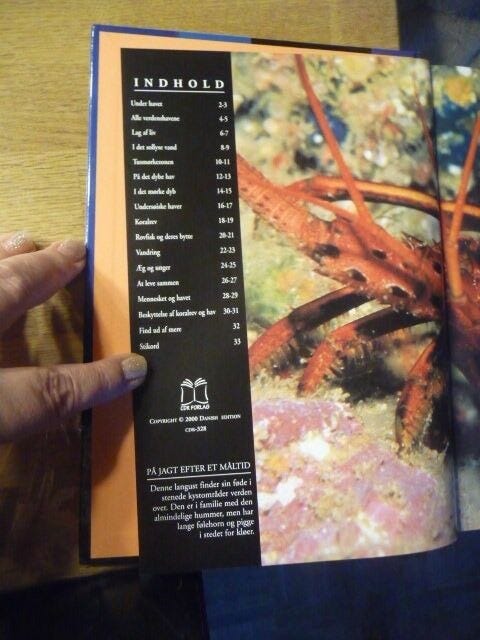 INDHOLD
Under havet 2-3
Alle verdenshavene 4-5
Lag af liv 6-7
I det sollyse vand 8-9
Tusmørkezonen 10-11
På det dybe hav 12-13
I det mørke dyb 14-15
Undersøiske haver 16-17
Koralrev 18-19
Rovfisk og deres bytte 20-21
Vandring 22-23
Æg og unger 24-25
At leve sammen 26-27
Mennesket og havet 28-29
Beskyttelse af koralrev og hav 30-31
Find ud af mere 32
Stikord 33
CDR FORLAG
COPYRIGHT © 2000 DANISH EDITION
CDS-328
PÅ JAGT EFTER ET MÅLTID
Denne langust finder sin føde i
stenede kystområder verden
over. Den er i familie med den
almindelige hummer, men har
lange følehorn og pigge
i stedet for kløer.